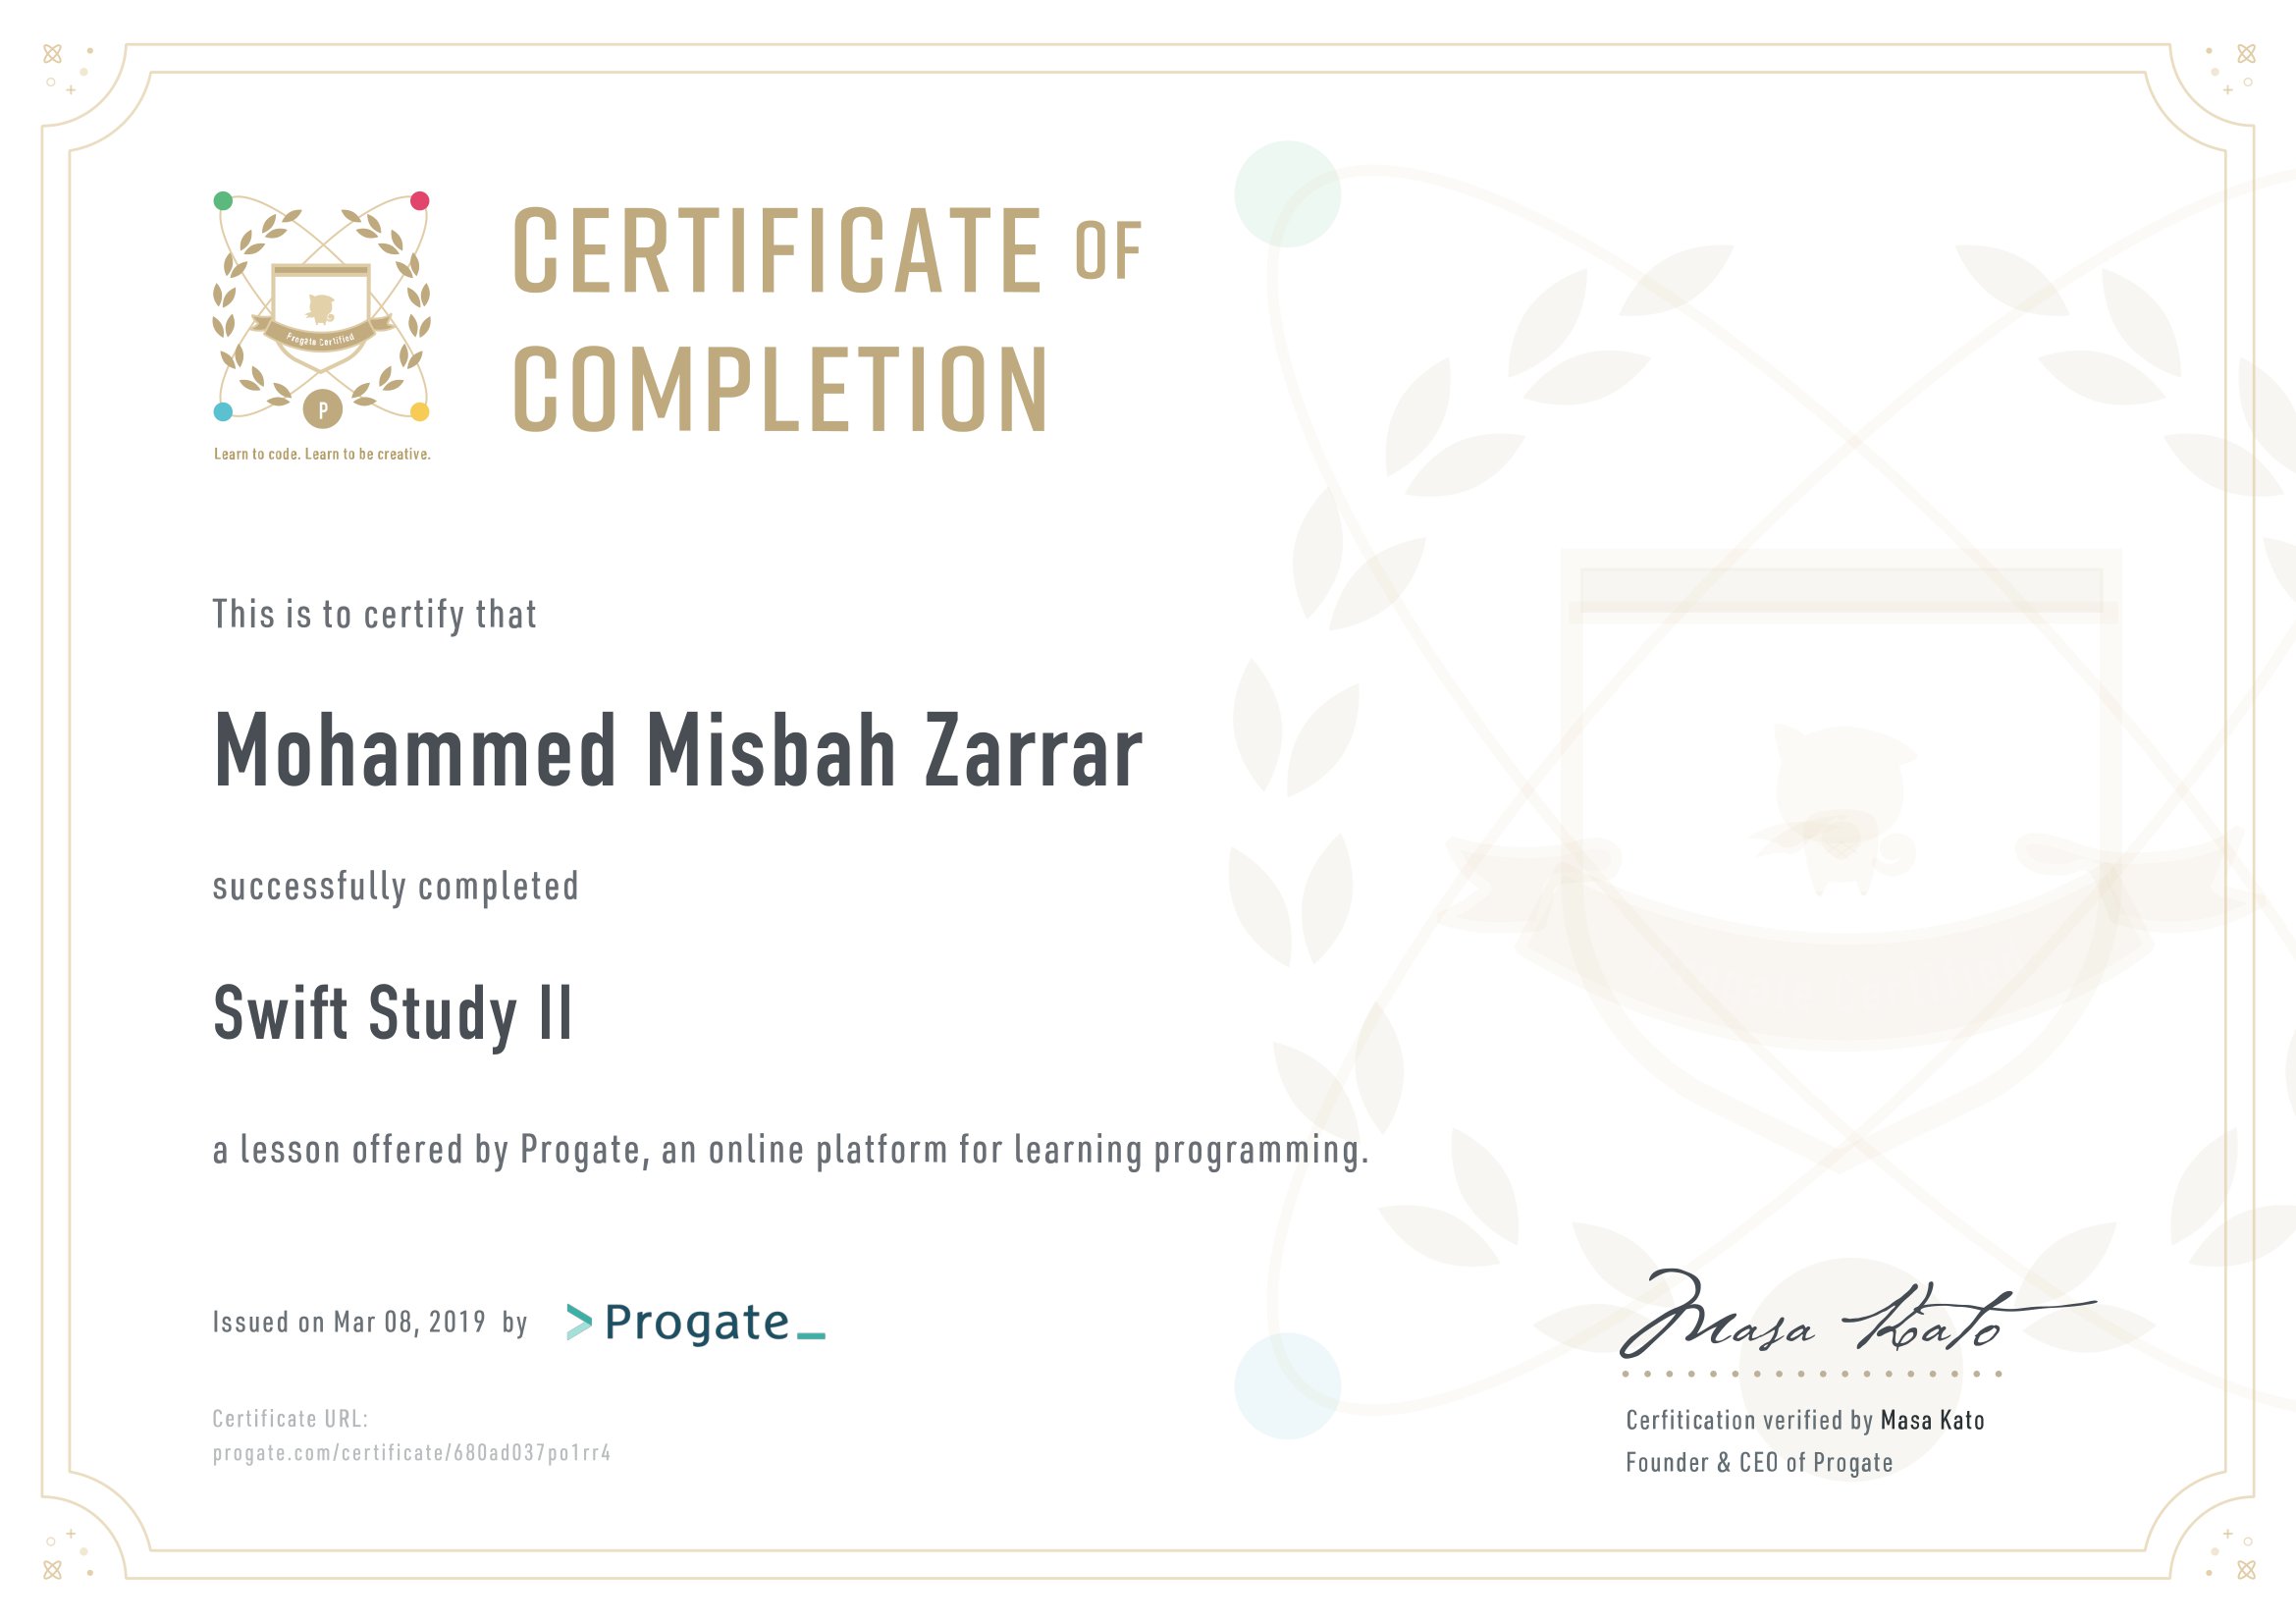 CERTIFICATE OF
COMPLETION
Progate Certified
P
Learn to code. Learn to be creative.
This is to certify that
Mohammed Misbah Zarrar
successfully completed
Swift Study II
a lesson offered by Progate, an online platform for learning programming.
Issued on Mar 08, 2019 by Progate
Masa Kato
Certificate URL:
progate.com/certificate/680ad037po1rr4
Cerfitication verified by Masa Kato
Founder & CEO of Progate